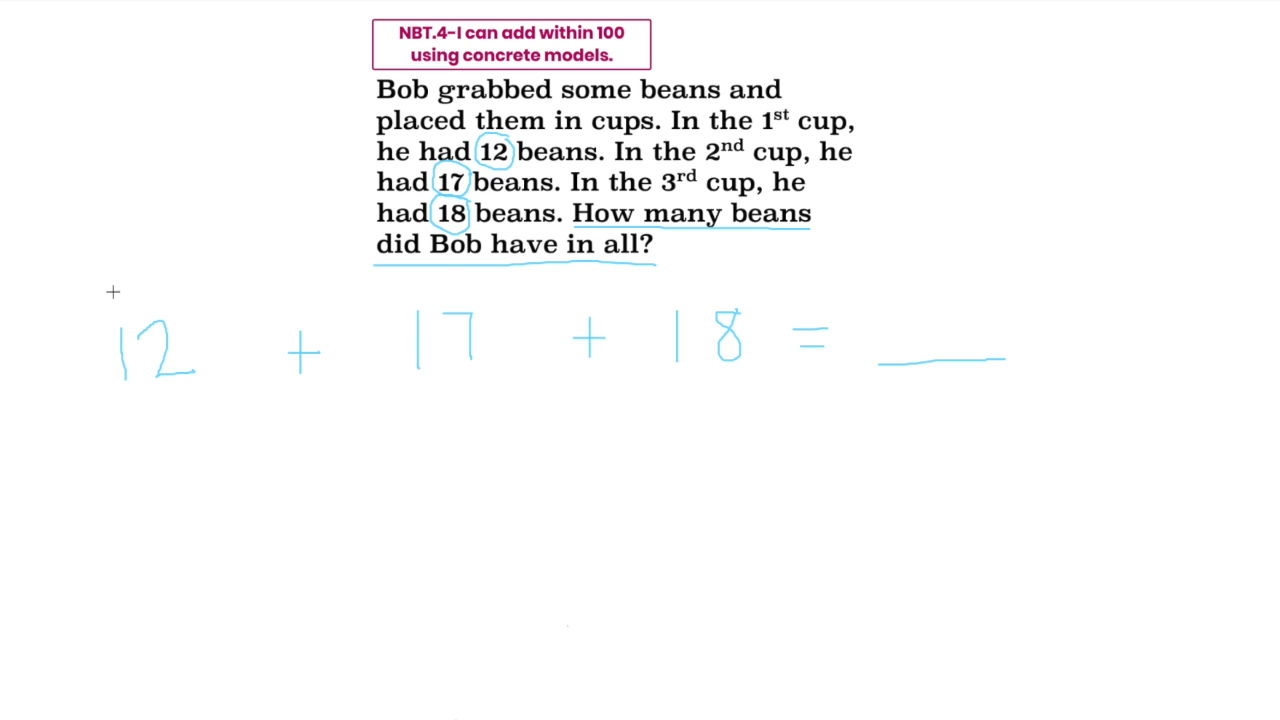 NBT.4-I can add within 100
using concrete models.
Bob grabbed some beans and
placed them in cups. In the 1st cup,
he had 12 beans. In the 2nd cup, he
had 17 beans. In the 3rd cup, he
had 18 beans. How many beans
did Bob have in all?
12 + 17 + 18 = ___